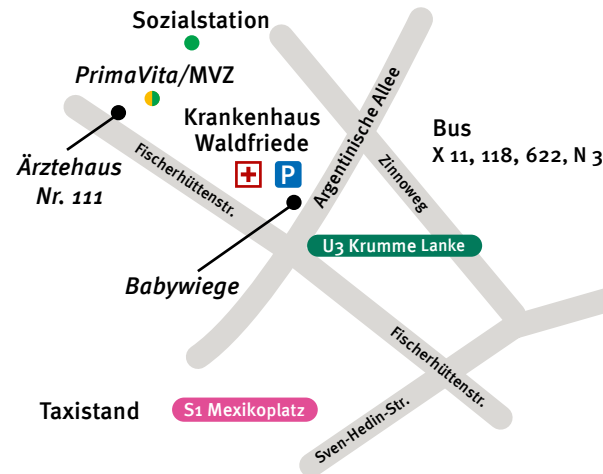 Sozialstation
PrimaVita/MVZ
Krankenhaus
Waldfriede
P
Ärztehaus
Nr. 111
Babywiege
Fischerhüttenstr.
Argentinische Allee
Zinnoweg
Bus
X 11, 118, 622, N 3
U3 Krumme Lanke
Fischerhüttenstr.
Sven-Hedin-Str.
Taxistand
S1 Mexikoplatz